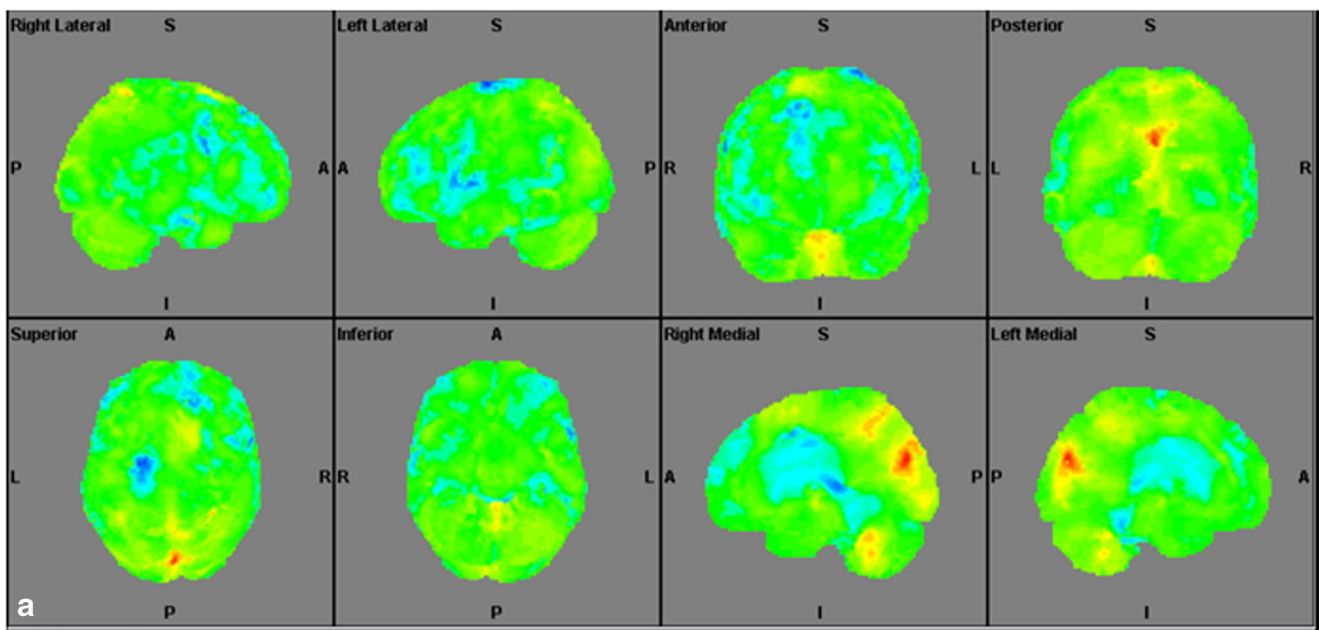 Right Lateral S
P A
I
Left Lateral S
A P
I
Anterior S
R L
I
Posterior S
L R
I
Superior A
L R
P
Inferior A
R L
P
Right Medial S
A P
I
Left Medial S
P A
I
a